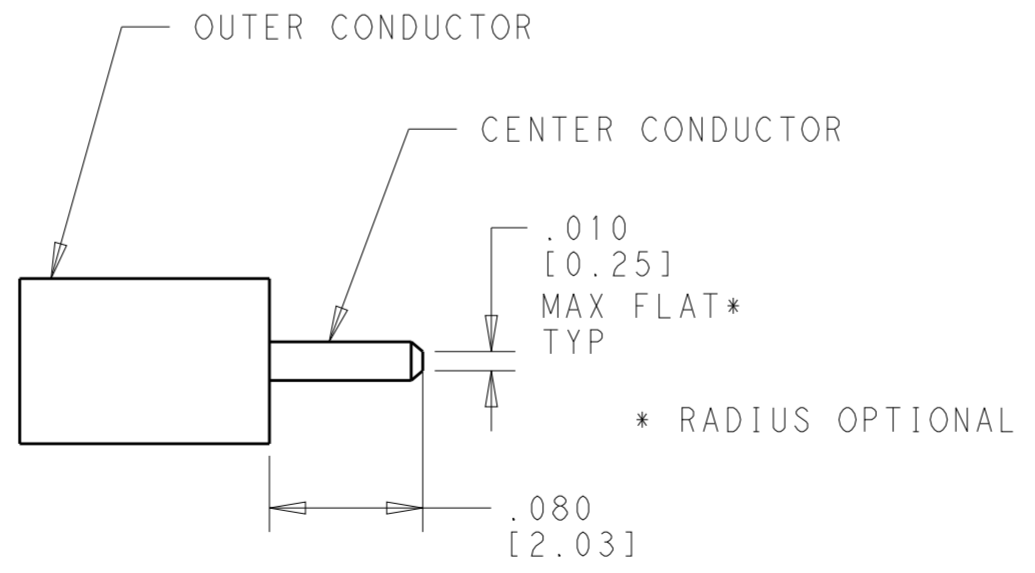 OUTER CONDUCTOR
CENTER CONDUCTOR
.010
[0.25]
MAX FLAT*
TYP
* RADIUS OPTIONAL
.080
[2.03]